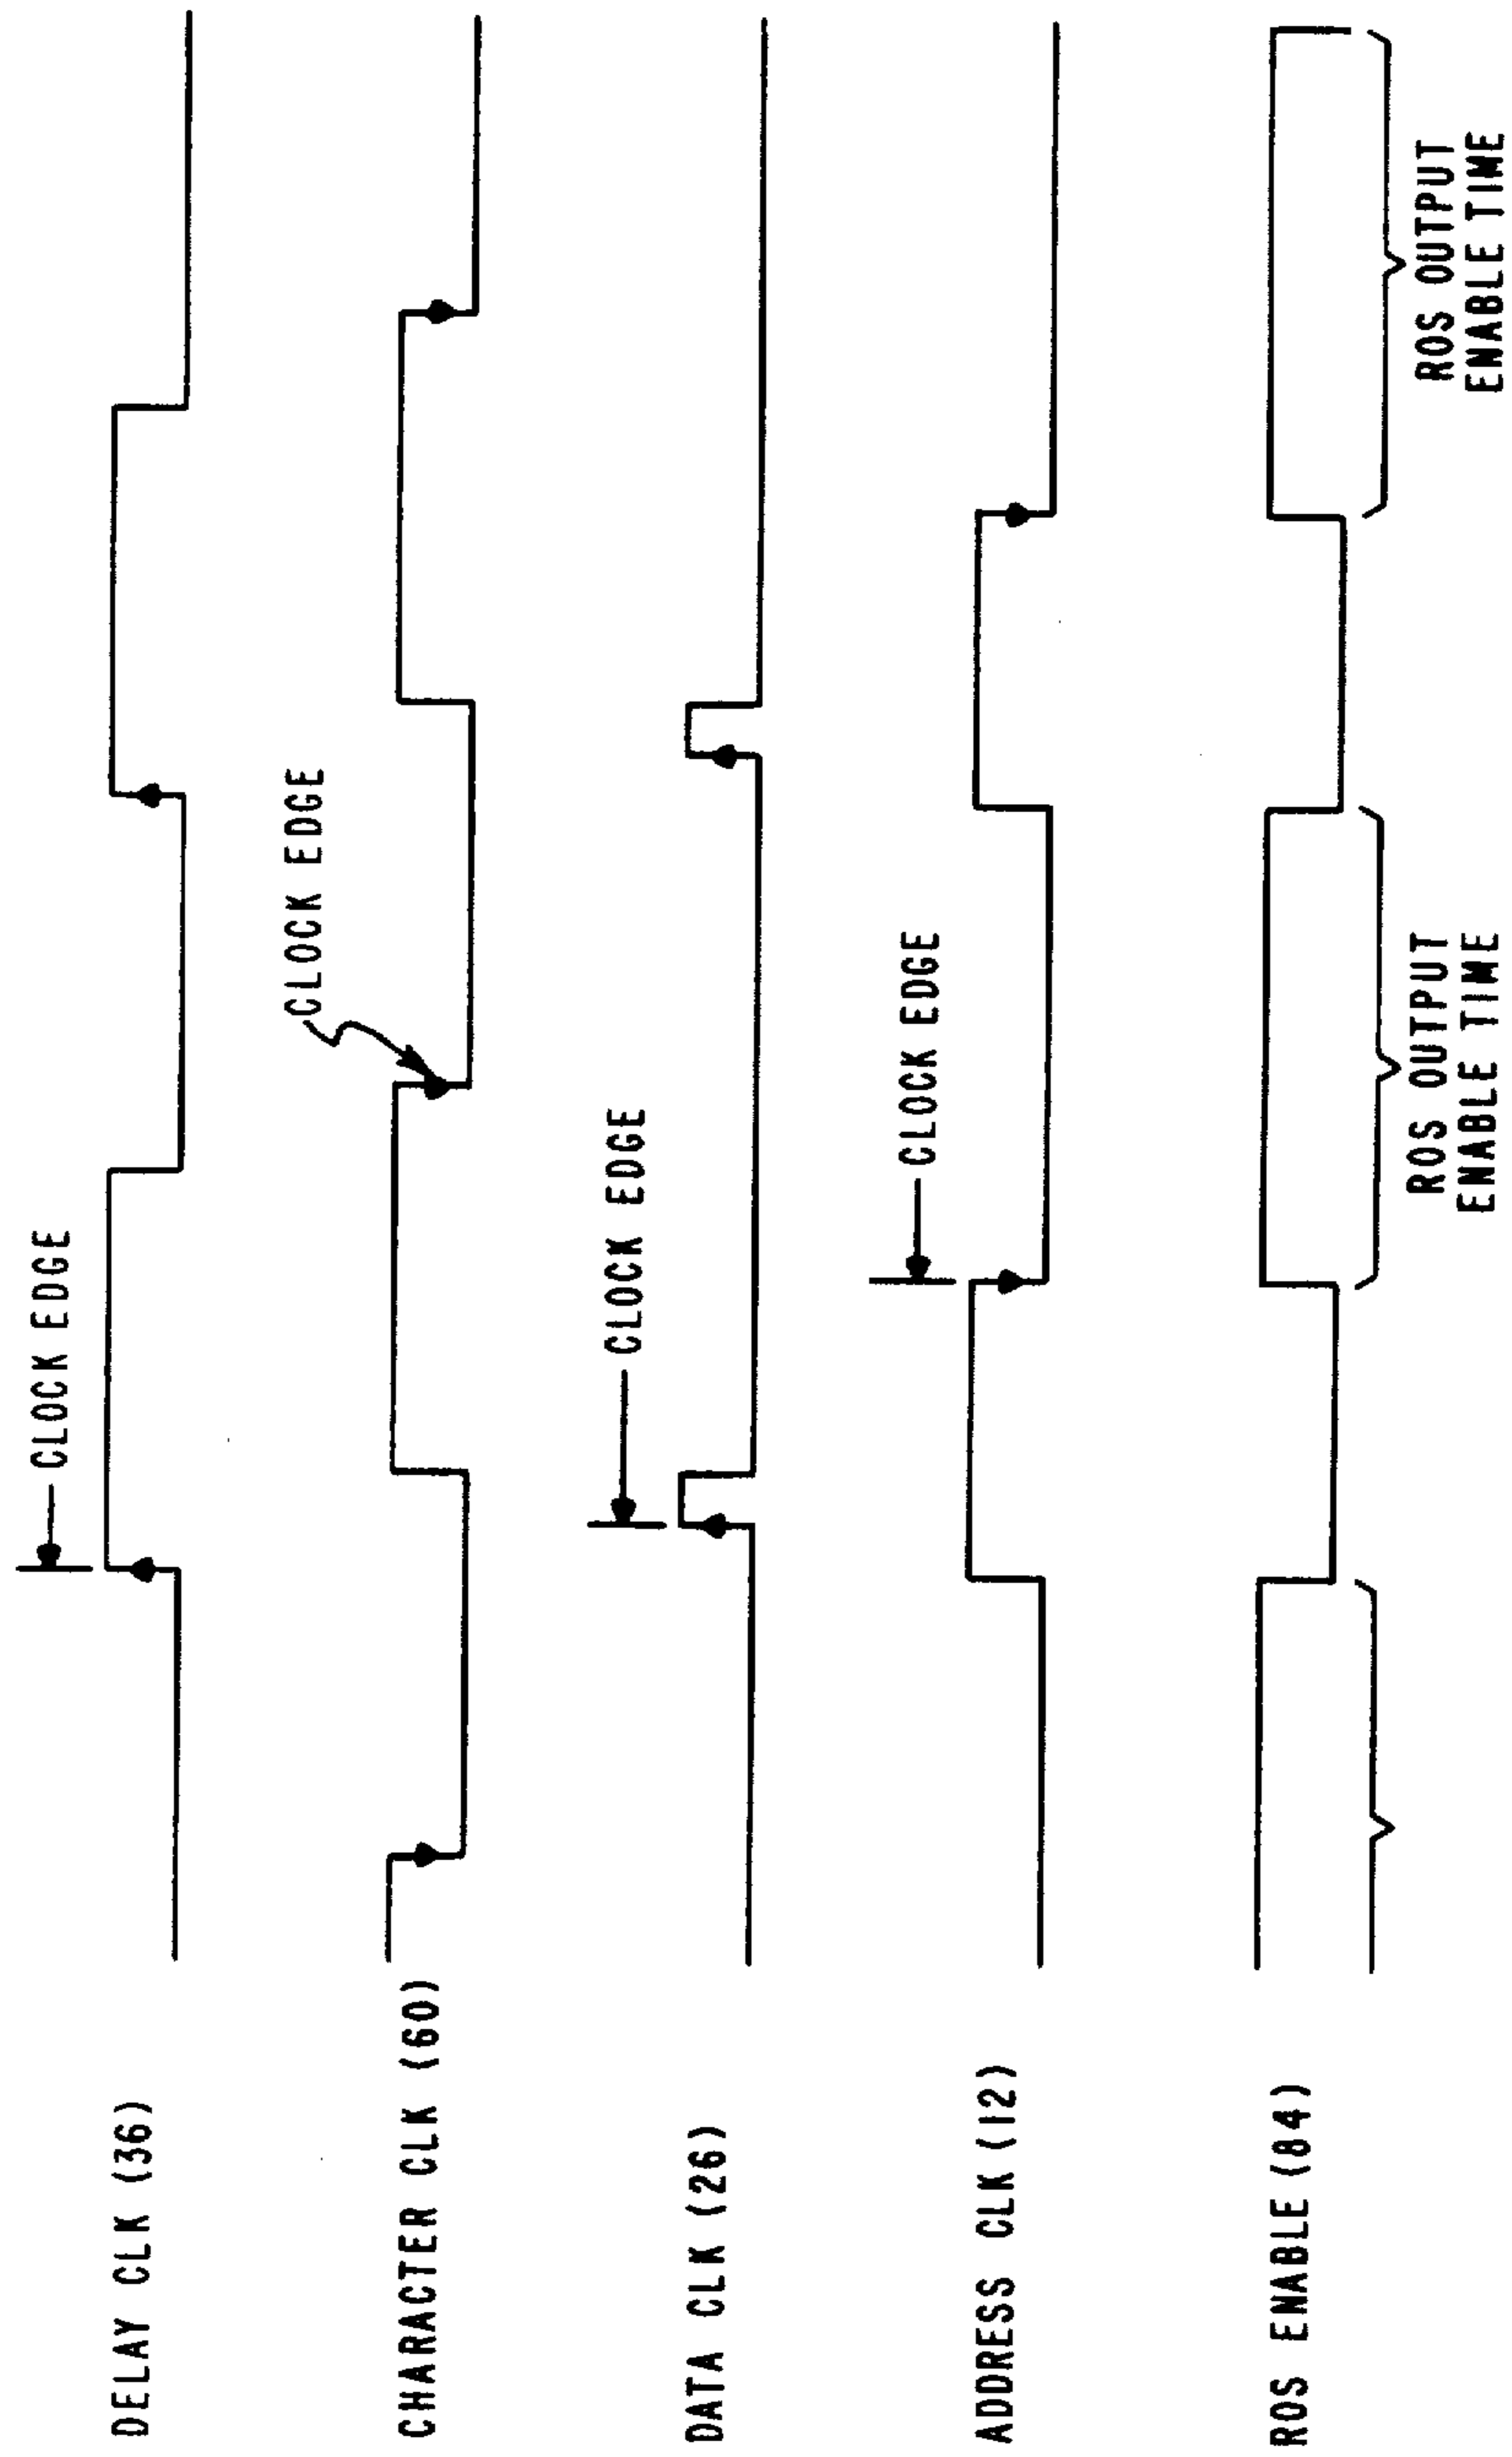 CLOCK EDGE
DELAY CLK (36)
CLOCK EDGE
CHARACTER CLK (60)
CLOCK EDGE
DATA CLK (26)
CLOCK EDGE
ADDRESS CLK (12)
ROS ENABLE (84)
ROS OUTPUT
ENABLE TIME
ROS OUTPUT
ENABLE TIME